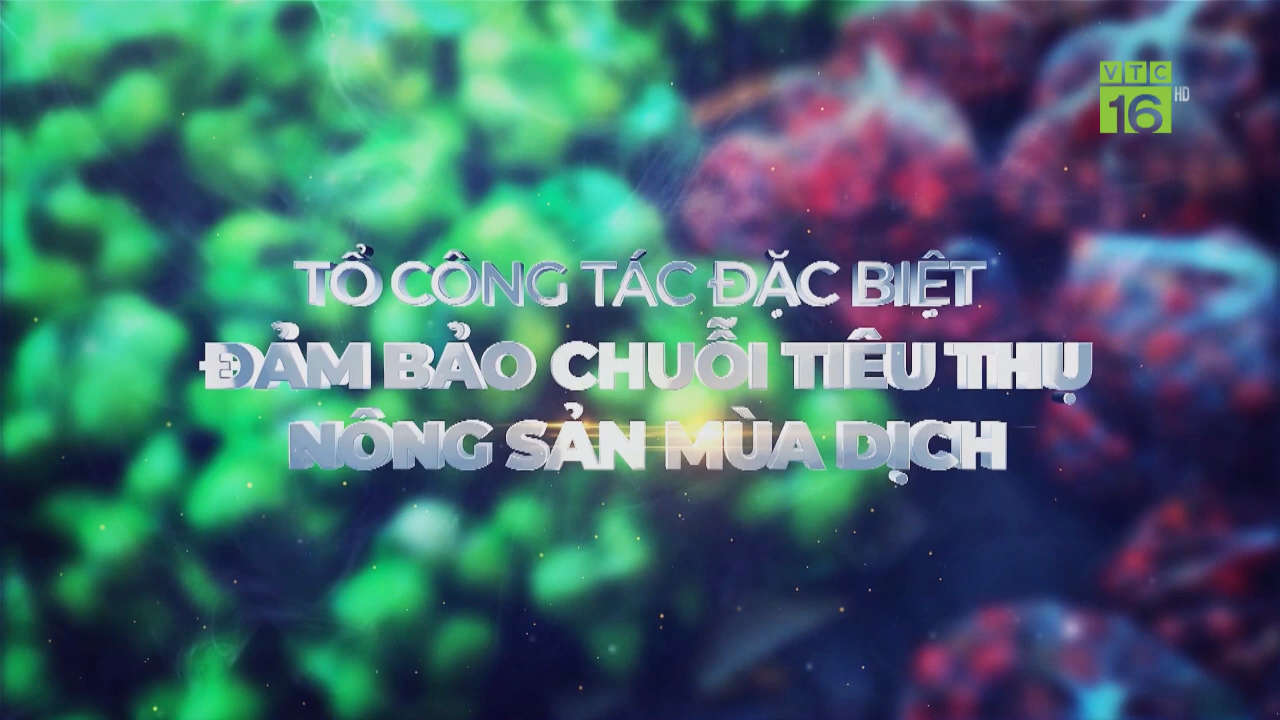 VTC
16 HD
TỔ CÔNG TÁC ĐẶC BIỆT
ĐẢM BẢO CHUỖI TIÊU THỤ
NÔNG SẢN MÙA DỊCH